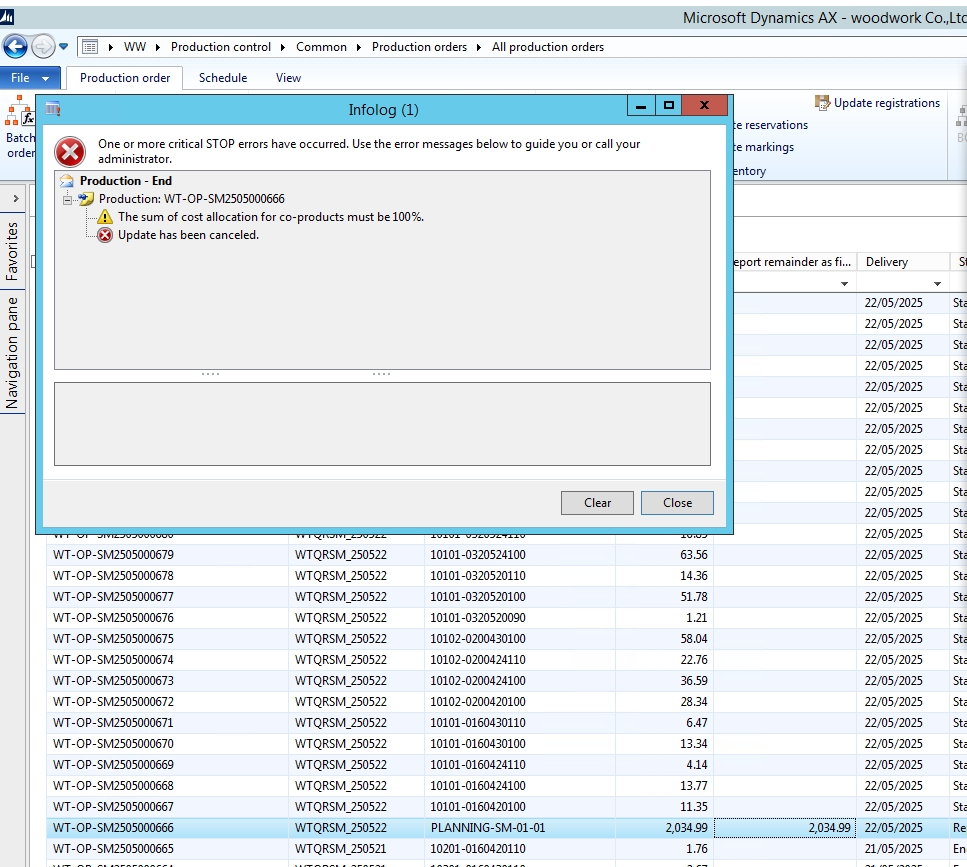 Microsoft Dynamics AX - woodwork Co.,Ltd
WW Production control Common Production orders All production orders
File Production order Schedule View
Batch
order
Update registrations
reservations
markings
Infolog (1)
One or more critical STOP errors have occurred. Use the error messages below to guide you or call your
administrator.
Production - End
Production: WT-OP-SM2505000666
The sum of cost allocation for co-products must be 100%.
Update has been canceled.
Clear Close
Favorites
Navigation pane
eport remainder as fi... Delivery St
22/05/2025 Sta
22/05/2025 Sta
22/05/2025 Sta
22/05/2025 Sta
22/05/2025 Sta
22/05/2025 Sta
22/05/2025 Sta
22/05/2025 Sta
22/05/2025 Sta
22/05/2025 Sta
22/05/2025 Sta
WTQRSM_250522 22/05/2025 Sta
WT-OP-SM2505000679 WTQRSM_250522 10101-0320524100 63.56 22/05/2025 Sta
WT-OP-SM2505000678 WTQRSM_250522 10101-0320520110 14.36 22/05/2025 Sta
WT-OP-SM2505000677 WTQRSM_250522 10101-0320520100 51.78 22/05/2025 Sta
WT-OP-SM2505000676 WTQRSM_250522 10101-0320520090 1.21 22/05/2025 Sta
WT-OP-SM2505000675 WTQRSM_250522 10102-0200430100 58.04 22/05/2025 Sta
WT-OP-SM2505000674 WTQRSM_250522 10102-0200424110 22.76 22/05/2025 Sta
WT-OP-SM2505000673 WTQRSM_250522 10102-0200424100 36.59 22/05/2025 Sta
WT-OP-SM2505000672 WTQRSM_250522 10102-0200420100 28.34 22/05/2025 Sta
WT-OP-SM2505000671 WTQRSM_250522 10101-0160430110 6.47 22/05/2025 Sta
WT-OP-SM2505000670 WTQRSM_250522 10101-0160430100 13.34 22/05/2025 Sta
WT-OP-SM2505000669 WTQRSM_250522 10101-0160424110 4.14 22/05/2025 Sta
WT-OP-SM2505000668 WTQRSM_250522 10101-0160424100 13.77 22/05/2025 Sta
WT-OP-SM2505000667 WTQRSM_250522 10101-0160420100 11.35 22/05/2025 Sta
WT-OP-SM2505000666 WTQRSM_250522 PLANNING-SM-01-01 2,034.99 2,034.99 22/05/2025 Re
WT-OP-SM2505000665 WTQRSM_250521 10201-0160420110 1.76 21/05/2025 En